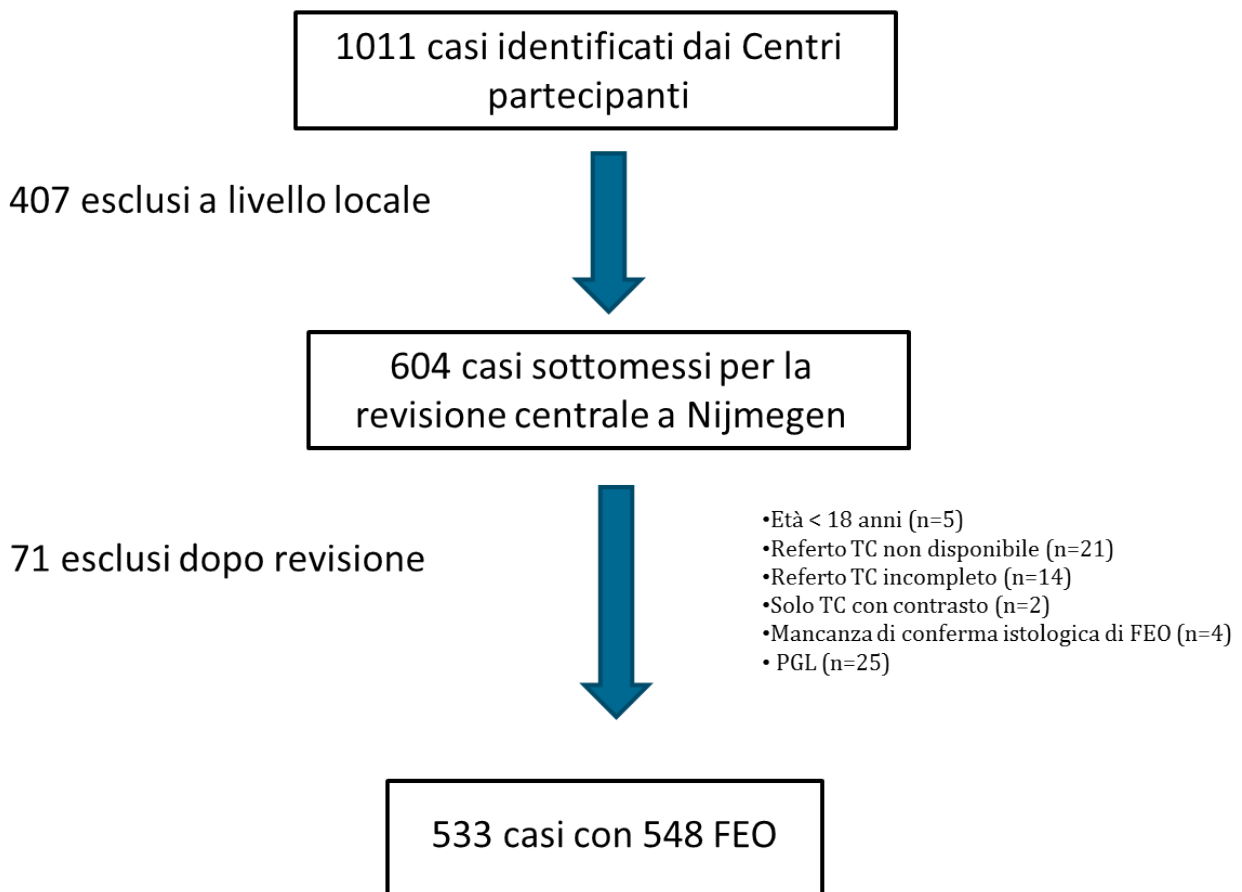 1011 casi identificati dai Centri
partecipanti
407 esclusi a livello locale
604 casi sottomessi per la
revisione centrale a Nijmegen
71 esclusi dopo revisione
•Età < 18 anni (n=5)
•Referto TC non disponibile (n=21)
•Referto TC incompleto (n=14)
•Solo TC con contrasto (n=2)
•Mancanza di conferma istologica di FEO (n=4)
• PGL (n=25)
533 casi con 548 FEO